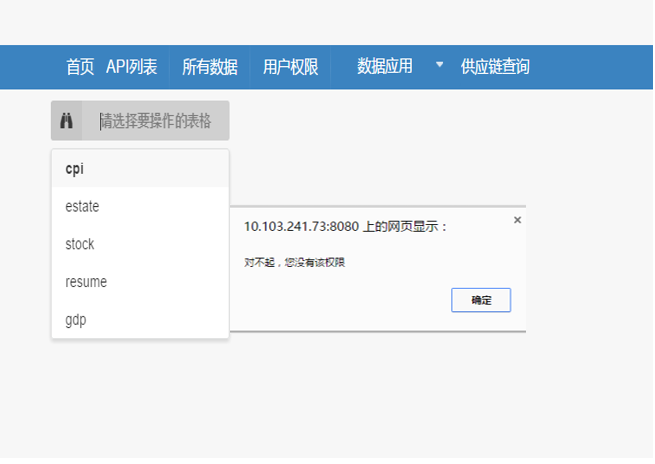 首页 API列表 所有数据 用户权限 数据应用 供应链查询
请选择要操作的表格
cpi
estate
stock
resume
gdp
10.103.241.73:8080 上的网页显示：
对不起，您没有该权限
确定